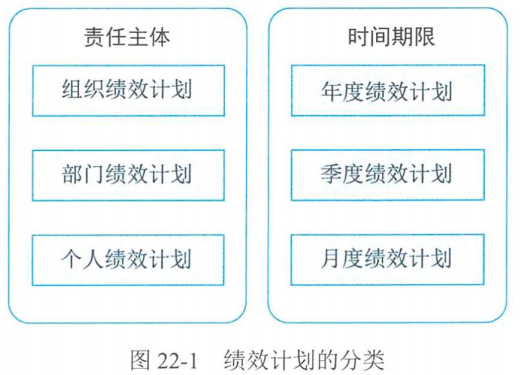 责任主体
组织绩效计划
部门绩效计划
个人绩效计划
时间期限
年度绩效计划
季度绩效计划
月度绩效计划
图 22-1 绩效计划的分类